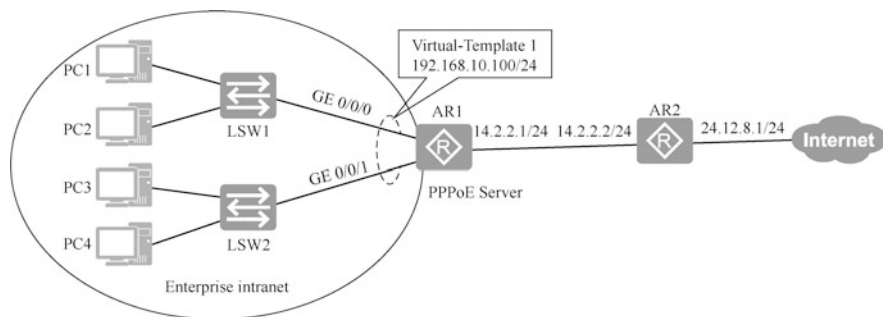 Virtual-Template 1
192.168.10.100/24
PC1
GE 0/0/0
AR1
AR2
LSW1
14.2.2.1/24
14.2.2.2/24
24.12.8.1/24
PC2
R
R
Internet
PC3
GE 0/0/1
PPPoE Server
LSW2
PC4
Enterprise intranet